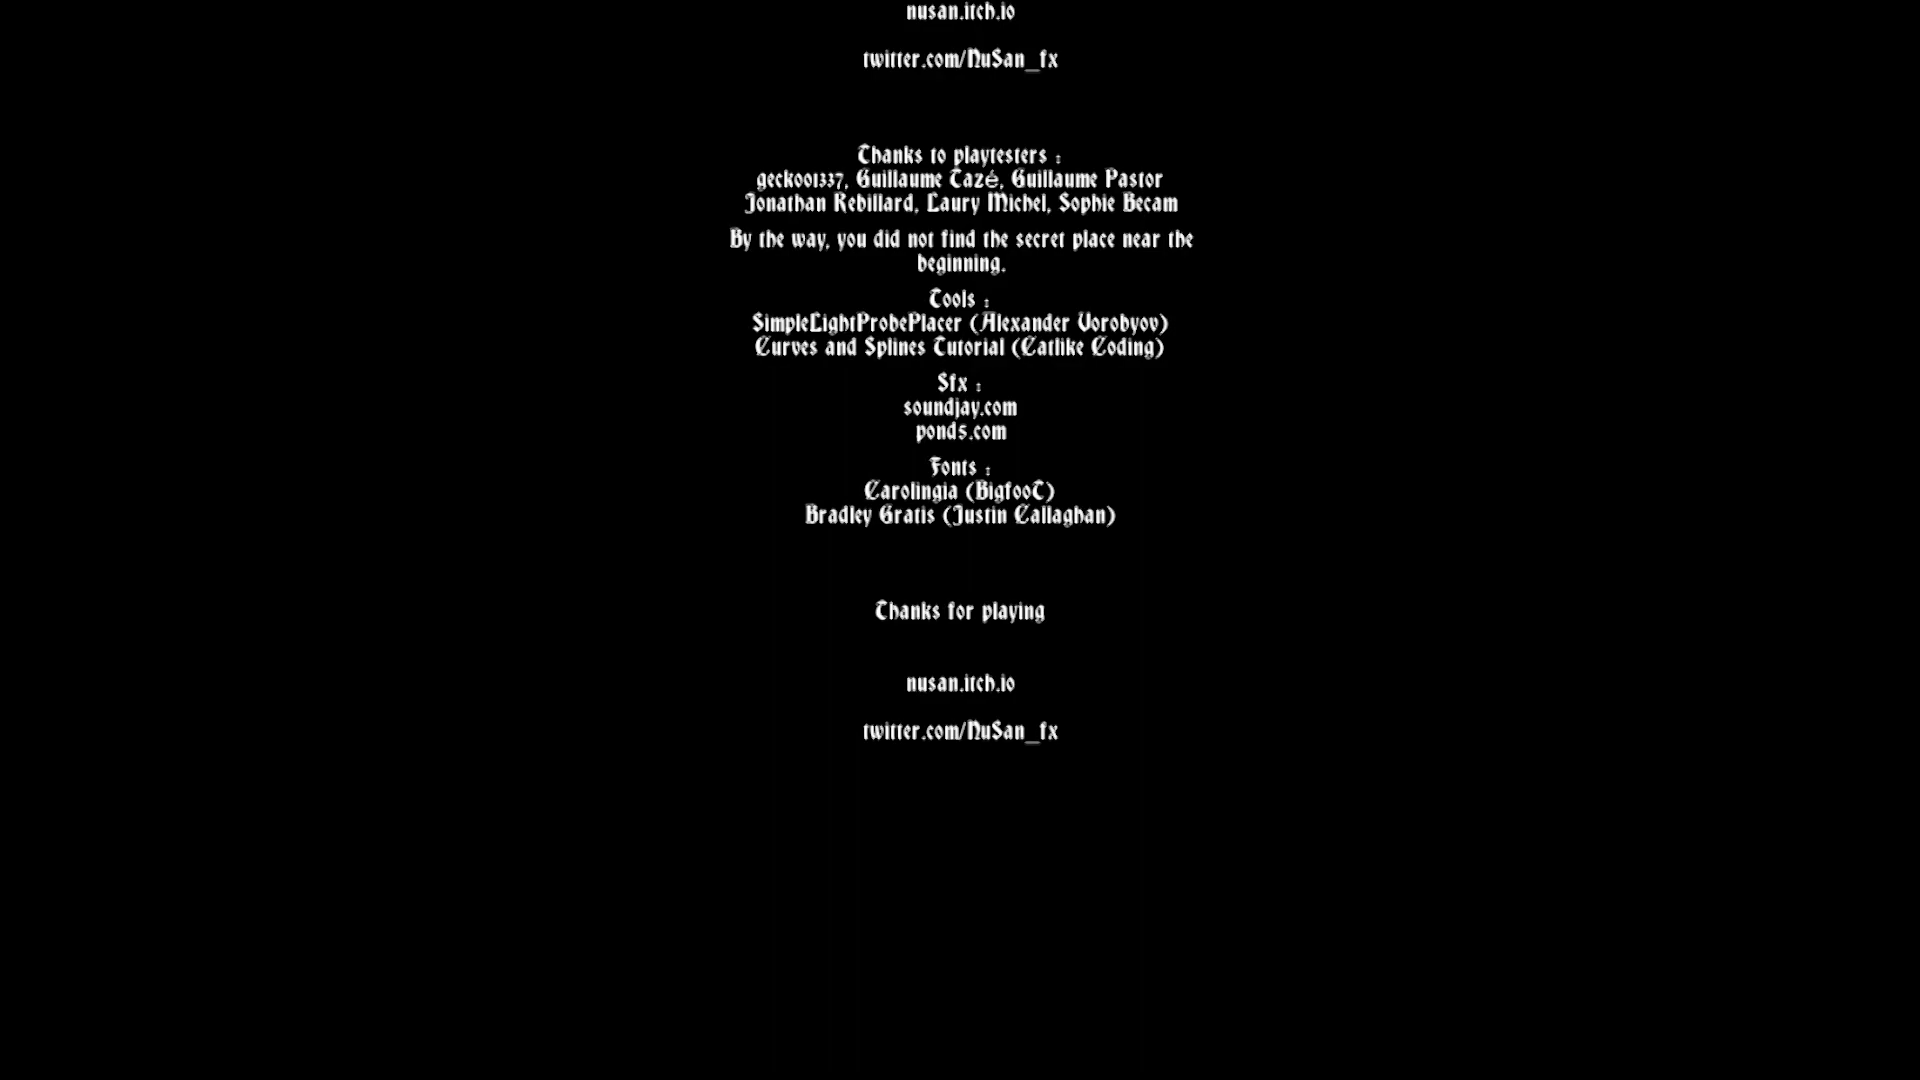 nusan.itch.io
twitter.com/NuSan_fx
Thanks to playtesters :
gecko01337, Guillaume Tazé, Guillaume Pastor
Jonathan Rebillard, Laury Michel, Sophie Becam
By the way, you did not find the secret place near the
beginning.
Tools :
SimpleLightProbePlacer (Alexander Vorobyov)
Curves and Splines Tutorial (Catlike Coding)
Sfx :
soundjay.com
pond5.com
Fonts :
Carolingia (BigfooT)
Bradley Gratis (Justin Callaghan)
Thanks for playing
nusan.itch.io
twitter.com/NuSan_fx